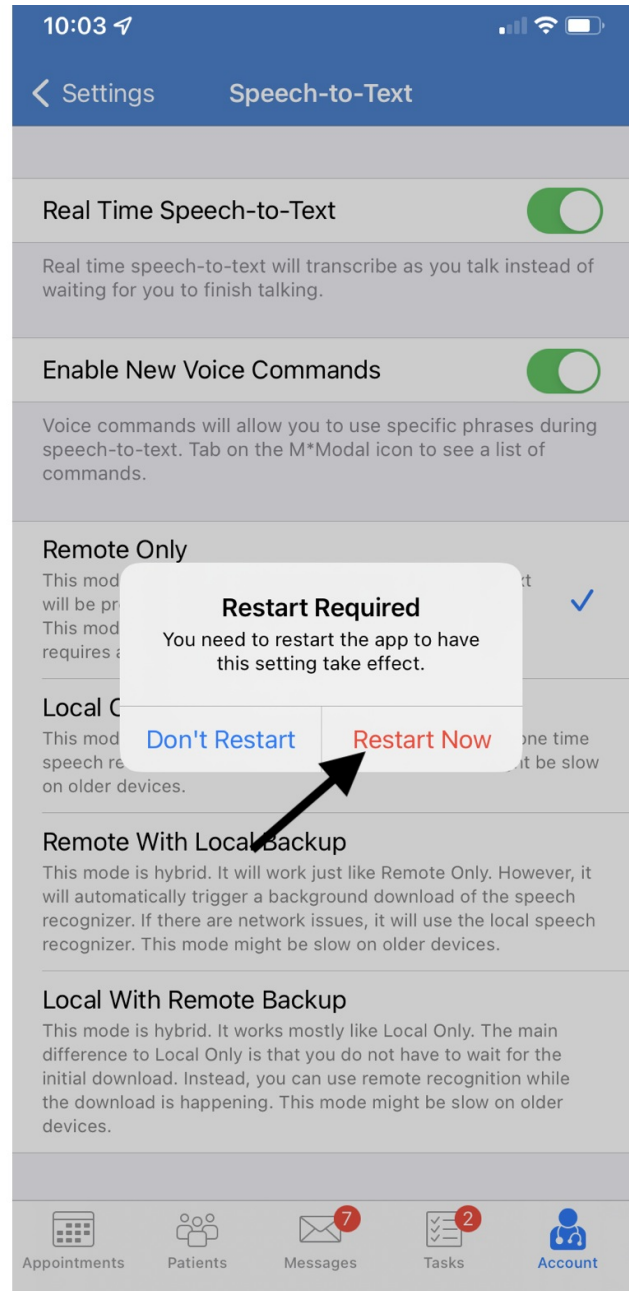 10:03
Settings
Speech-to-Text
Real Time Speech-to-Text
Real time speech-to-text will transcribe as you talk instead of
waiting for you to finish talking.
Enable New Voice Commands
Voice commands will allow you to use specific phrases during
speech-to-text. Tab on the M*Modal icon to see a list of
commands.
Remote Only
This mod
will be pr
This mod
requires
Restart Required
You need to restart the app to have
this setting take effect.
Don't Restart
Restart Now
Local
This mod one time
speech be slow
on older devices.
Remote With Local Backup
This mode is hybrid. It will work just like Remote Only. However, it
will automatically trigger a background download of the speech
recognizer. If there are network issues, it will use the local speech
recognizer. This mode might be slow on older devices.
Local With Remote Backup
This mode is hybrid. It works mostly like Local Only. The main
difference to Local Only is that you do not have to wait for the
initial download. Instead, you can use remote recognition while
the download is happening. This mode might be slow on older
devices.
7
2
Appointments
Patients
Messages
Tasks
Account